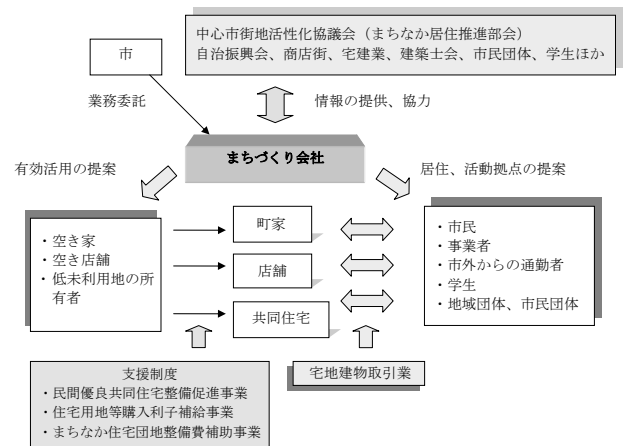 中心市街地活性化協議会（まちなか居住推進部会）
自治振興会、商店街、宅建業、建築士会、市民団体、学生ほか
市
業務委託
情報の提供、協力
まちづくり会社
有効活用の提案
居住、活動拠点の提案
・空き家
・空き店舗
・低未利用地の所
有者
町家
店舗
共同住宅
・市民
・事業者
・市外からの通勤者
・学生
・地域団体、市民団体
支援制度
・民間優良共同住宅整備促進事業
・住宅用地等購入利子補給事業
・まちなか住宅団地整備費補助事業
宅地建物取引業